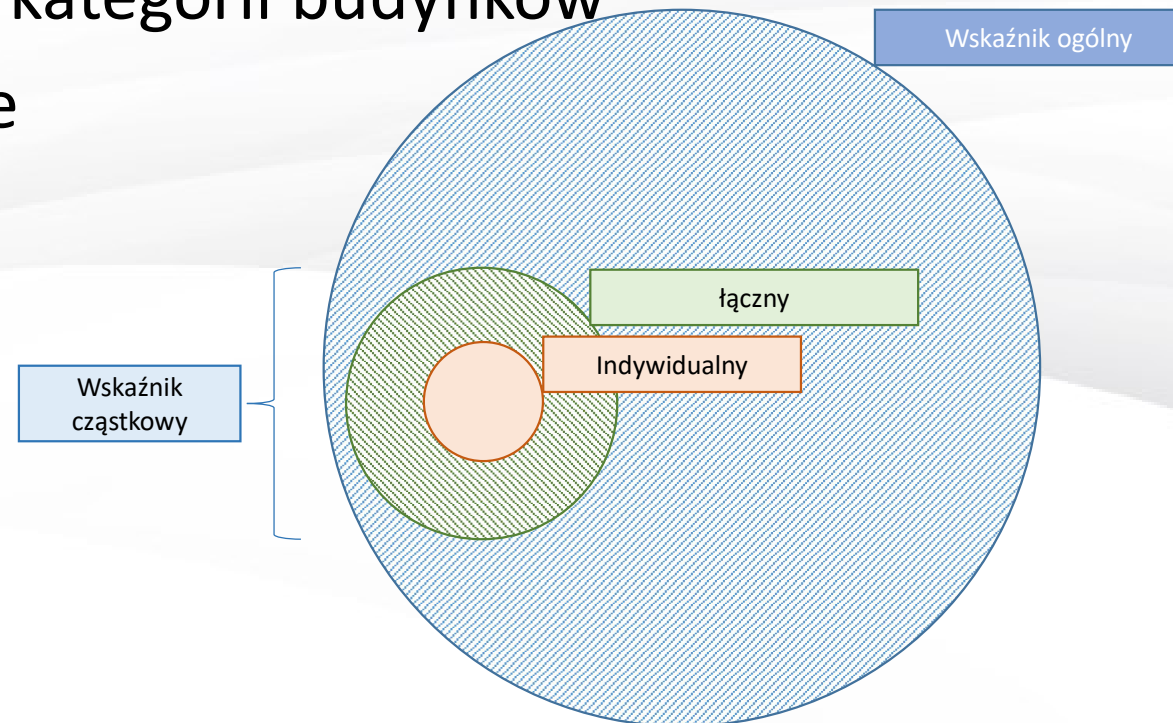 kategorii budynków
e
Wskaźnik ogólny
łączny
Indywidualny
Wskaźnik
cząstkowy